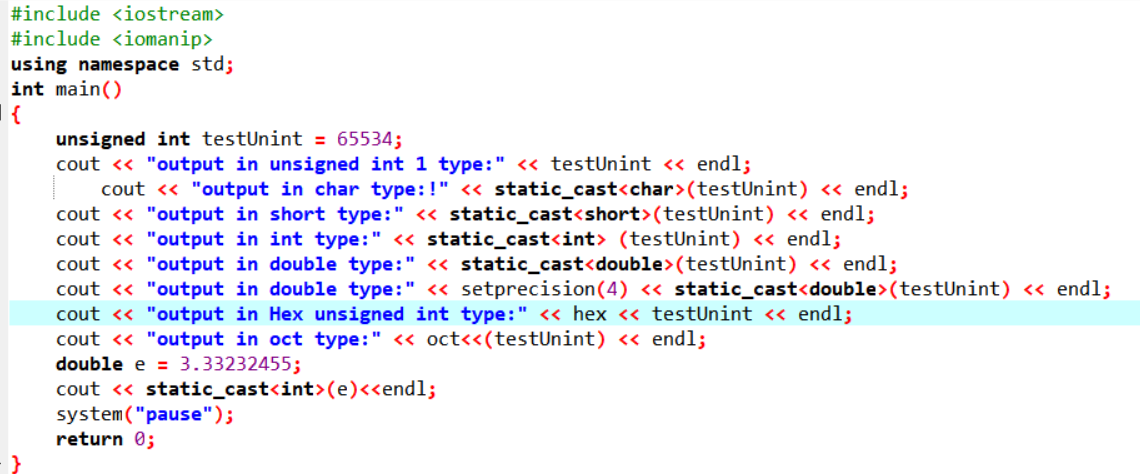 #include <iostream>
#include <iomanip>
using namespace std;
int main()
{
    unsigned int testUnint = 65534;
    cout << "output in unsigned int 1 type:" << testUnint << endl;
        cout << "output in char type:!" << static_cast<char>(testUnint) << endl;
    cout << "output in short type:" << static_cast<short>(testUnint) << endl;
    cout << "output in int type:" << static_cast<int> (testUnint) << endl;
    cout << "output in double type:" << static_cast<double>(testUnint) << endl;
    cout << "output in double type:" << setprecision(4) << static_cast<double>(testUnint) << endl;
    cout << "output in Hex unsigned int type:" << hex << testUnint << endl;
    cout << "output in oct type:" << oct<<(testUnint) << endl;
    double e = 3.33232455;
    cout << static_cast<int>(e)<<endl;
    system("pause");
    return 0;
}